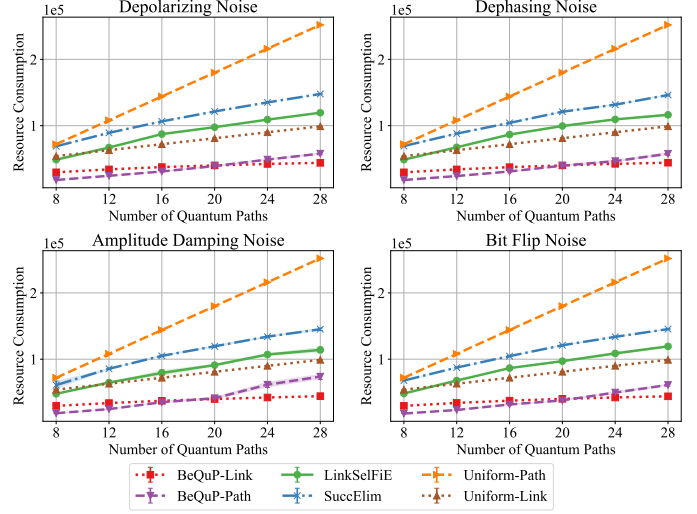 Depolarizing Noise
1e5
Resource Consumption
2
1
8 12 16 20 24 28
Number of Quantum Paths
Dephasing Noise
1e5
Resource Consumption
2
1
8 12 16 20 24 28
Number of Quantum Paths
Amplitude Damping Noise
1e5
Resource Consumption
2
1
8 12 16 20 24 28
Number of Quantum Paths
Bit Flip Noise
1e5
Resource Consumption
2
1
8 12 16 20 24 28
Number of Quantum Paths
BeQuP-Link LinkSelFiE Uniform-Path
BeQuP-Path SuccElim Uniform-Link